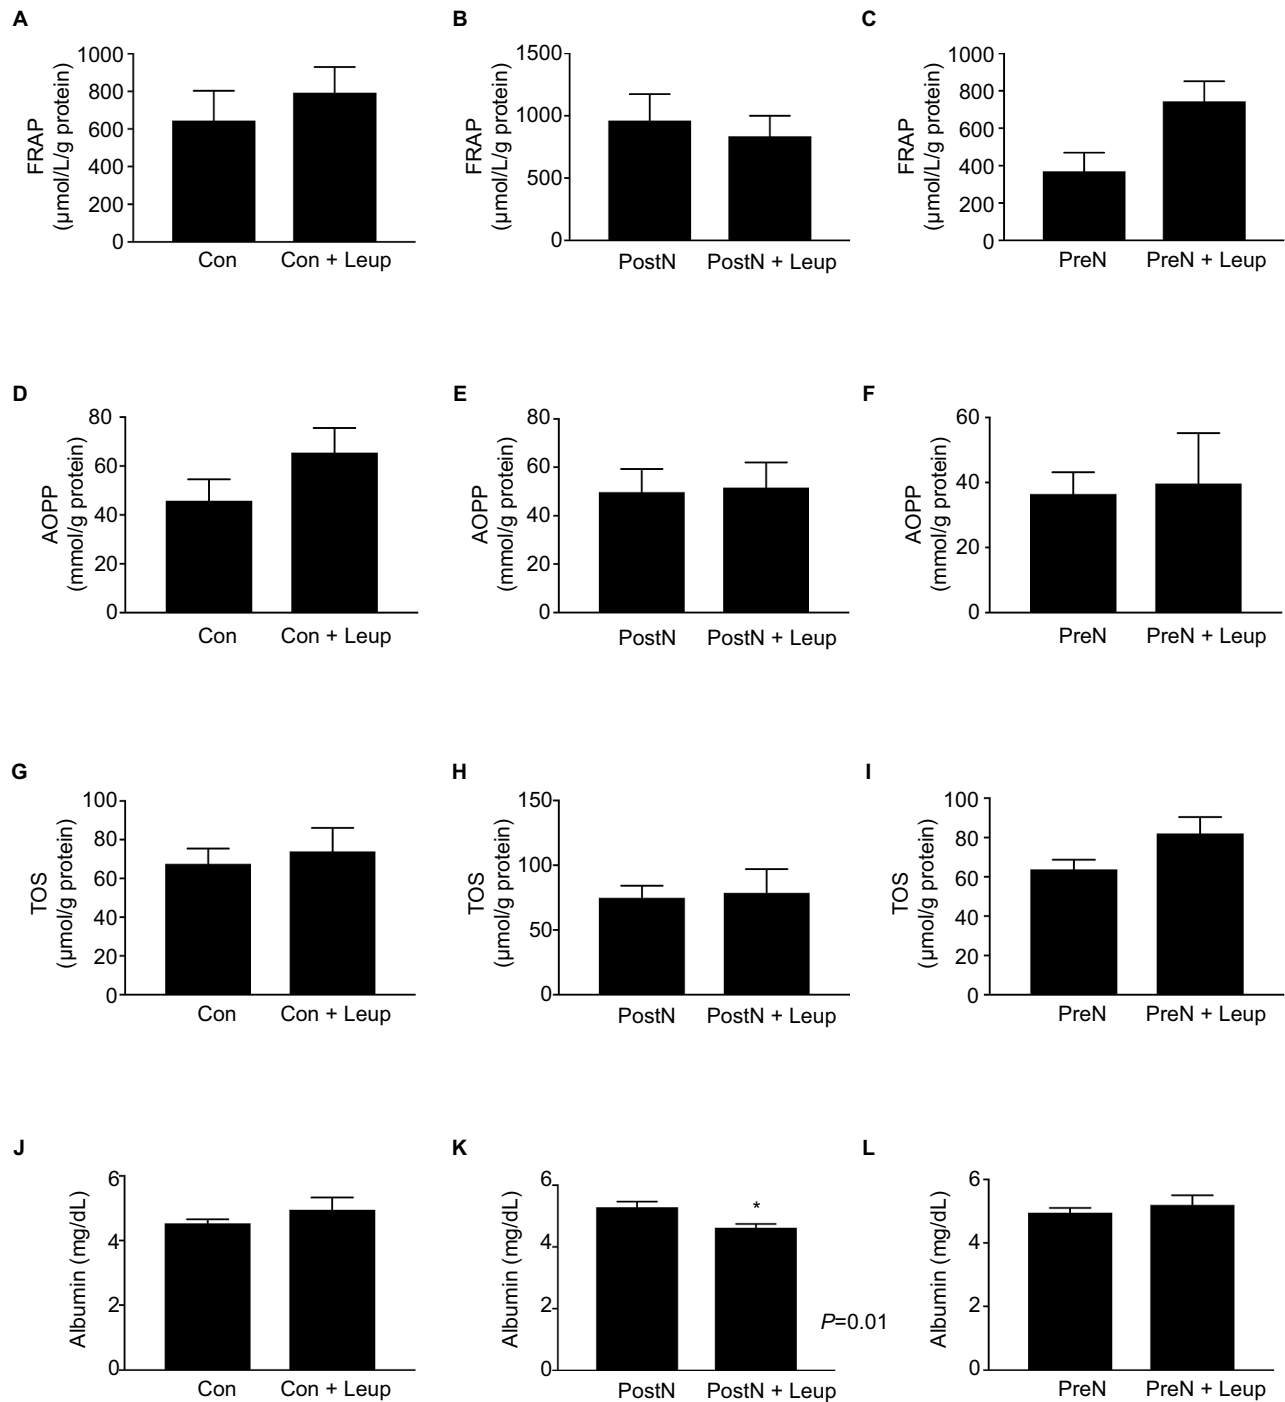 A
FRAP
(µmol/L/g protein)
1000
800
600
400
200
0
Con
Con + Leup
B
FRAP
(µmol/L/g protein)
1500
1000
500
0
PostN
PostN + Leup
C
FRAP
(µmol/L/g protein)
1000
800
600
400
200
0
PreN
PreN + Leup
D
AOPP
(mmol/g protein)
80
60
40
20
0
Con
Con + Leup
E
AOPP
(mmol/g protein)
80
60
40
20
0
PostN
PostN + Leup
F
AOPP
(mmol/g protein)
60
40
20
0
PreN
PreN + Leup
G
TOS
(µmol/g protein)
100
80
60
40
20
0
Con
Con + Leup
H
TOS
(µmol/g protein)
150
100
50
0
PostN
PostN + Leup
I
TOS
(µmol/g protein)
100
80
60
40
20
0
PreN
PreN + Leup
J
Albumin (mg/dL)
6
4
2
0
Con
Con + Leup
K
Albumin (mg/dL)
6
4
2
0
*
P=0.01
PostN
PostN + Leup
L
Albumin (mg/dL)
6
4
2
0
PreN
PreN + Leup